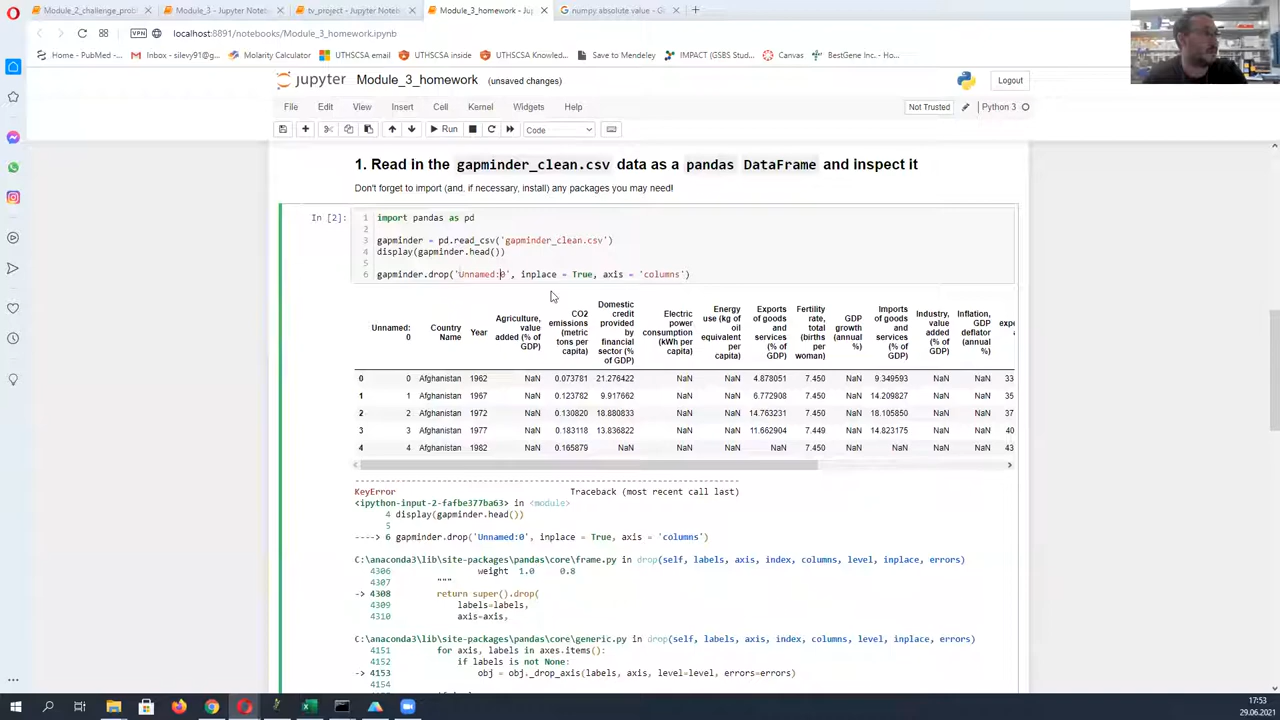 Module_2_challenge_prob
Module_3 - Jupyter Noteb
tv_project - Jupyter Noteb
Module_3_homework - Jup
numpy.absolute.value - Goo
VPN
localhost:8891/notebooks/Module_3_homework.ipynb
Home - PubMed -...
Inbox - silevy91@gmail...
Molarity Calculator
UTHSCSA email
UTHSCSA inside
UTHSCSA
Save to Mendeley
IMPACT (GSBS Studi...
Canvas
BestGene Inc. - Ho...
jupyter Module_3_homework (unsaved changes)
Logout
File Edit View Insert Cell Kernel Widgets Help
Not Trusted
Python 3
Run
Code
1. Read in the gapminder_clean.csv data as a pandas DataFrame and inspect it
Don't forget to import (and, if necessary, install) any packages you may need!
In [2]:
1 import pandas as pd
2
3 gapminder = pd.read_csv('gapminder_clean.csv')
4 display(gapminder.head())
5
6 gapminder.drop('Unnamed:0', inplace = True, axis = 'columns')
Unnamed: 0 Country Name Year Agriculture, value added (% of GDP) CO2 emissions (metric tons per capita) Domestic credit provided by financial sector (% of GDP) Electric power consumption (kWh per capita) Energy use (kg of oil equivalent per capita) Exports of goods and services (% of GDP) Fertility rate, total (births per woman) GDP growth (annual %) Imports of goods and services (% of GDP) Industry, value added (% of GDP) Inflation, GDP deflator (annual %) expe
0 0 Afghanistan 1962 NaN 0.073781 21.276422 NaN NaN 4.878051 7.450 NaN 9.349593 NaN NaN 33
1 1 Afghanistan 1967 NaN 0.123782 9.917662 NaN NaN 6.772908 7.450 NaN 14.209827 NaN NaN 35
2 2 Afghanistan 1972 NaN 0.130820 18.880833 NaN NaN 14.763231 7.450 NaN 18.105850 NaN NaN 37
3 3 Afghanistan 1977 NaN 0.183118 13.836822 NaN NaN 11.662904 7.449 NaN 14.823175 NaN NaN 40
4 4 Afghanistan 1982 NaN 0.165879 NaN NaN NaN NaN 7.450 NaN NaN NaN NaN 43
---------------------------------------------------------------------------
KeyError Traceback (most recent call last)
<ipython-input-2-fafbe377ba63> in <module>
4 display(gapminder.head())
5
----> 6 gapminder.drop('Unnamed:0', inplace = True, axis = 'columns')
C:\anaconda3\lib\site-packages\pandas\core\frame.py in drop(self, labels, axis, index, columns, level, inplace, errors)
4306 weight 1.0 0.8
4307 """
-> 4308 return super().drop(
4309 labels=labels,
4310 axis=axis,
C:\anaconda3\lib\site-packages\pandas\core\generic.py in drop(self, labels, axis, index, columns, level, inplace, errors)
4151 for axis, labels in axes.items():
4152 if labels is not None:
-> 4153 obj = obj._drop_axis(labels, axis, level=level, errors=errors)
4154
17:53
29.06.2021